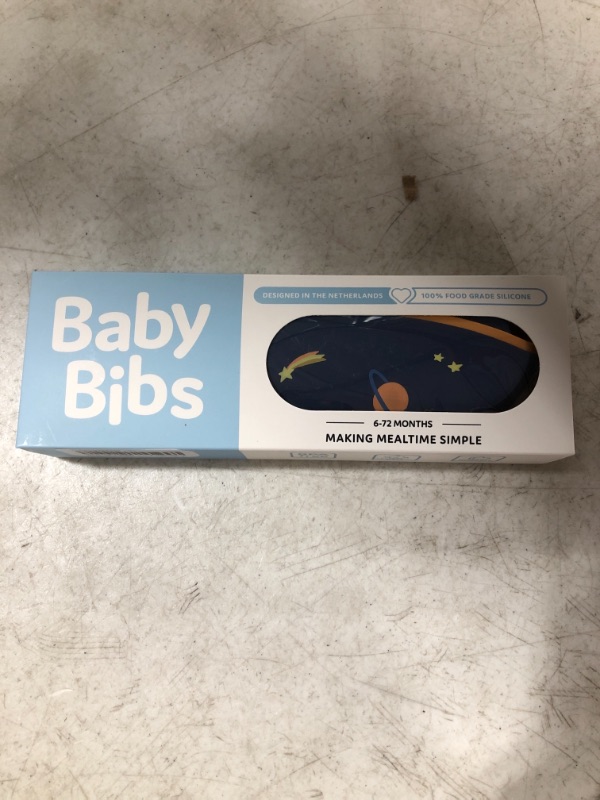 Baby
Bibs
DESIGNED IN THE NETHERLANDS
100% FOOD GRADE SILICONE
6-72 MONTHS
MAKING MEALTIME SIMPLE